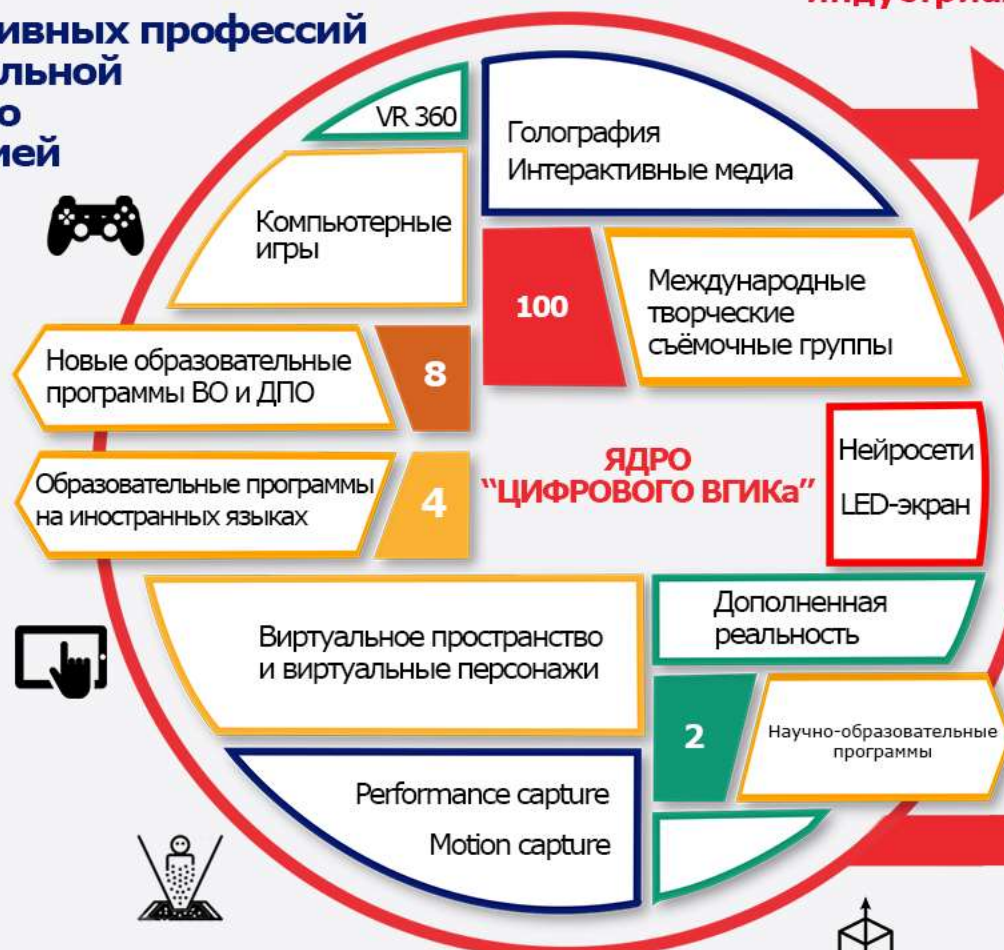 ивных профессий
льной
о
ией
VR 360
Голография
Интерактивные медиа
Компьютерные
игры
100
Международные
творческие
съёмочные группы
Новые образовательные
программы ВО и ДПО
8
Образовательные программы
на иностранных языках
4
ЯДРО
“ЦИФРОВОГО ВГИКа”
Нейросети
LED-экран
Виртуальное пространство
и виртуальные персонажи
Дополненная
реальность
2
Научно-образовательные
программы
Performance capture
Motion capture